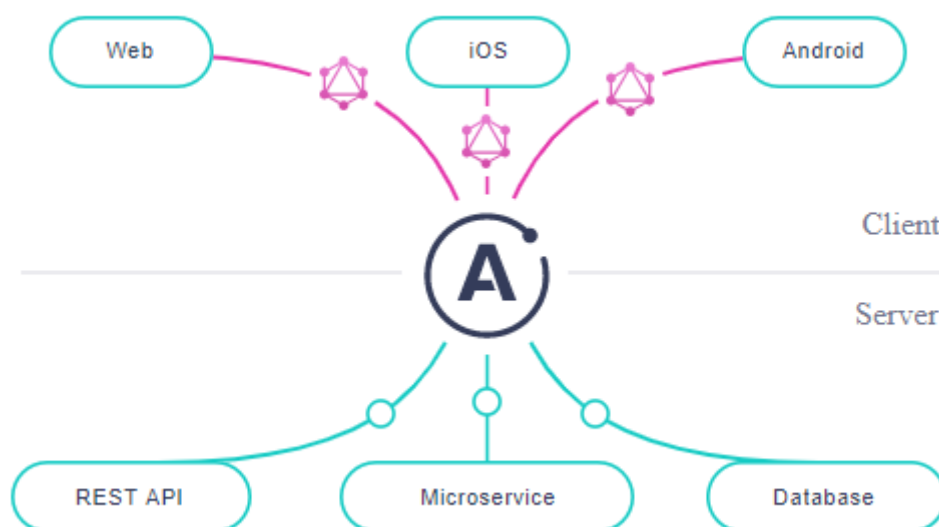 Web
iOS
Android
Client
A
Server
REST API
Microservice
Database